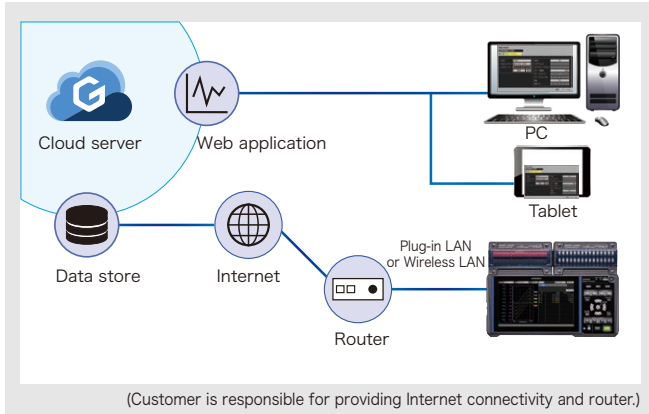 Cloud server
Web application
PC
Tablet
Data store
Internet
Plug-in LAN
or Wireless LAN
Router
(Customer is responsible for providing Internet connectivity and router.)